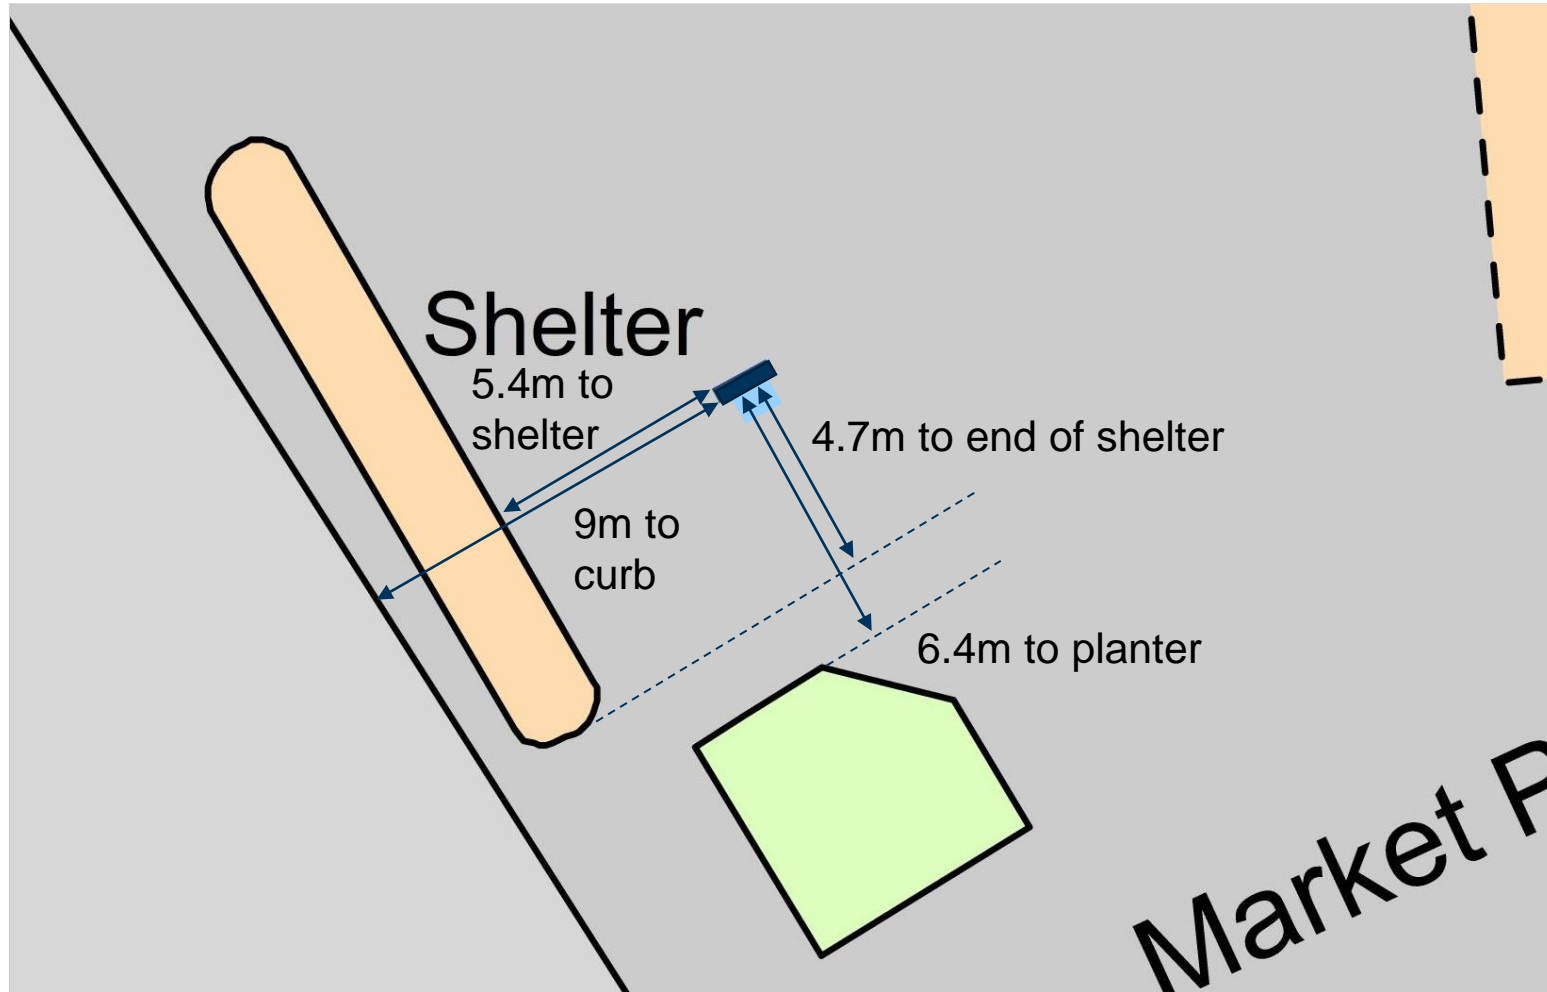 Shelter
5.4m to
shelter
4.7m to end of shelter
9m to
curb
6.4m to planter
Market P